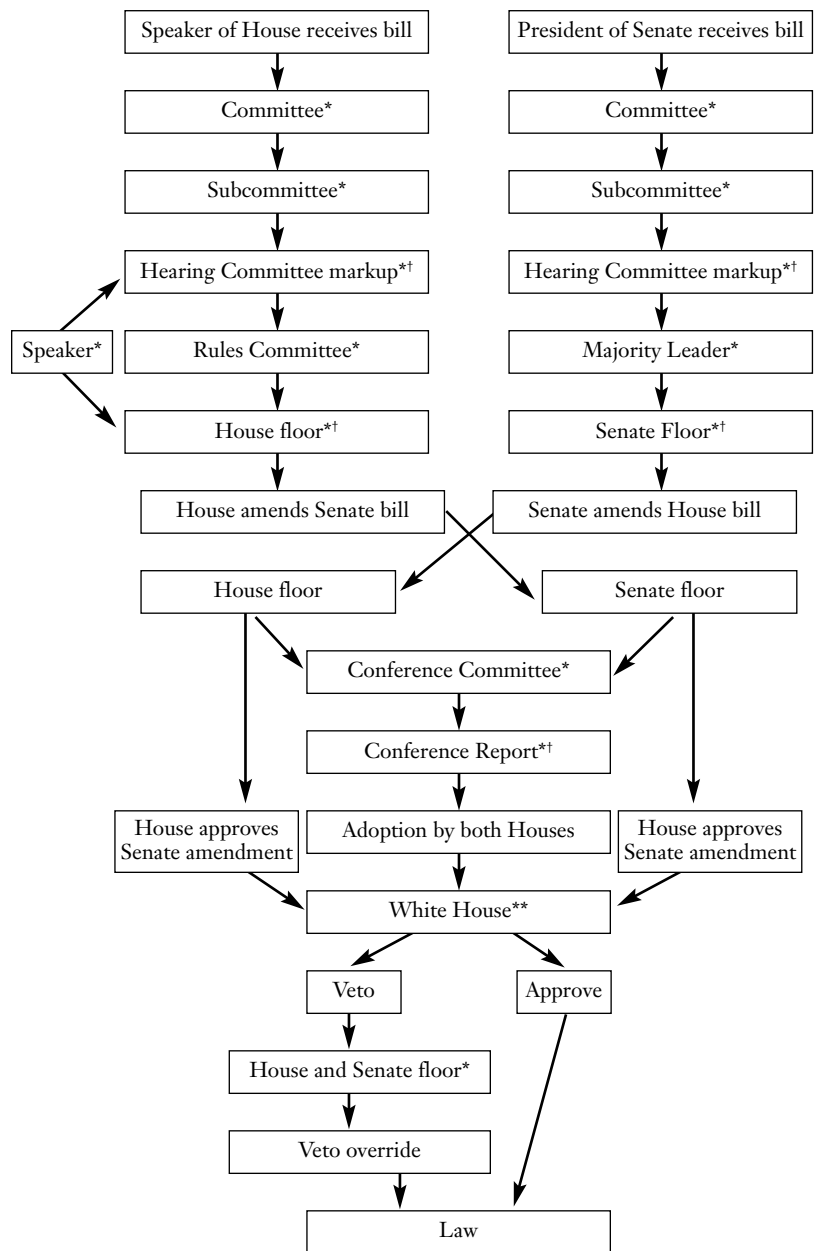 Speaker of House receives bill
President of Senate receives bill
Committee*
Committee*
Subcommittee*
Subcommittee*
Hearing Committee markup*†
Hearing Committee markup*†
Speaker*
Rules Committee*
Majority Leader*
House floor*†
Senate Floor*†
House amends Senate bill
Senate amends House bill
House floor
Senate floor
Conference Committee*
Conference Report*†
House approves
Senate amendment
Adoption by both Houses
House approves
Senate amendment
White House**
Veto
Approve
House and Senate floor*
Veto override
Law